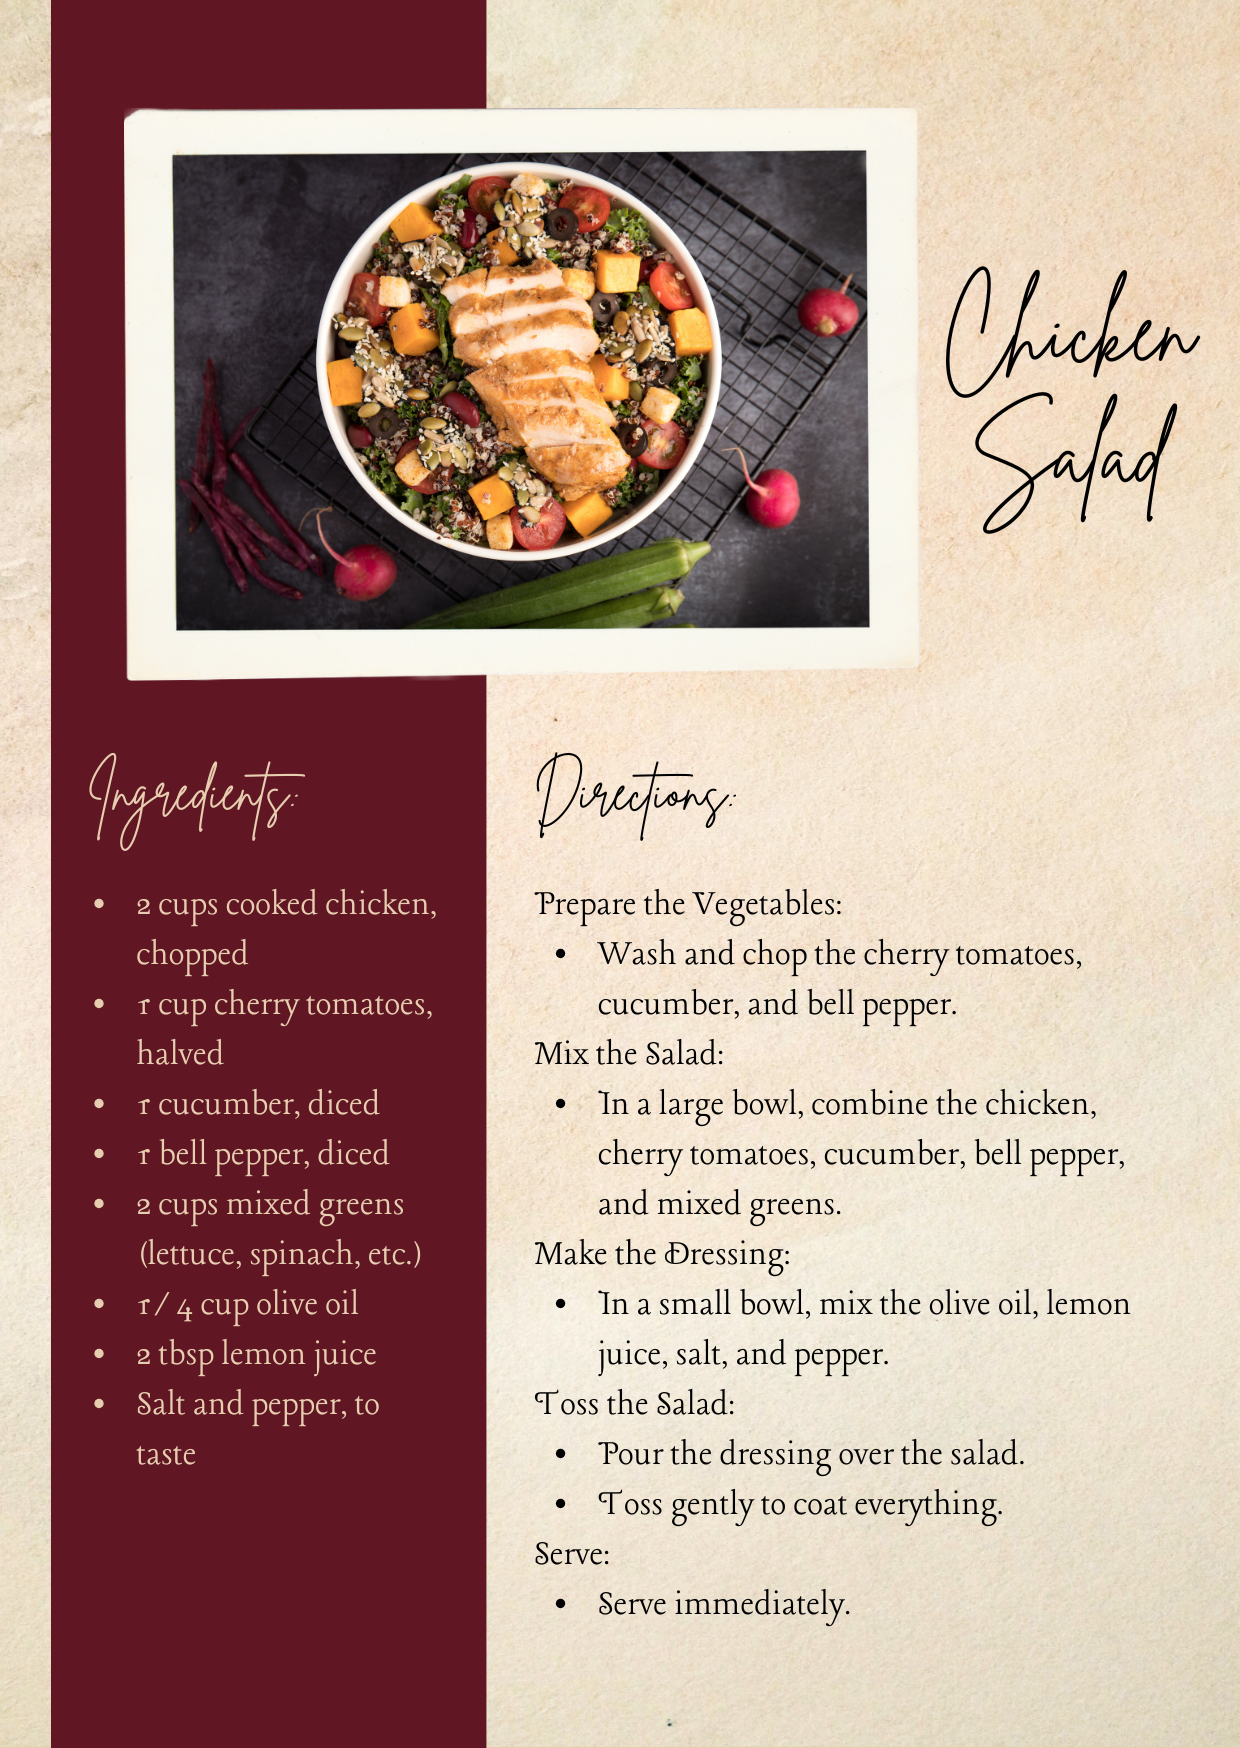 Chicken
Salad
Ingredients:
• 2 cups cooked chicken,
chopped
• 1 cup cherry tomatoes,
halved
• 1 cucumber, diced
• 1 bell pepper, diced
• 2 cups mixed greens
(lettuce, spinach, etc.)
• 1/4 cup olive oil
• 2 tbsp lemon juice
• Salt and pepper, to
taste
Directions:
Prepare the Vegetables:
• Wash and chop the cherry tomatoes,
cucumber, and bell pepper.
Mix the Salad:
• In a large bowl, combine the chicken,
cherry tomatoes, cucumber, bell pepper,
and mixed greens.
Make the Dressing:
• In a small bowl, mix the olive oil, lemon
juice, salt, and pepper.
Toss the Salad:
• Pour the dressing over the salad.
• Toss gently to coat everything.
Serve:
• Serve immediately.